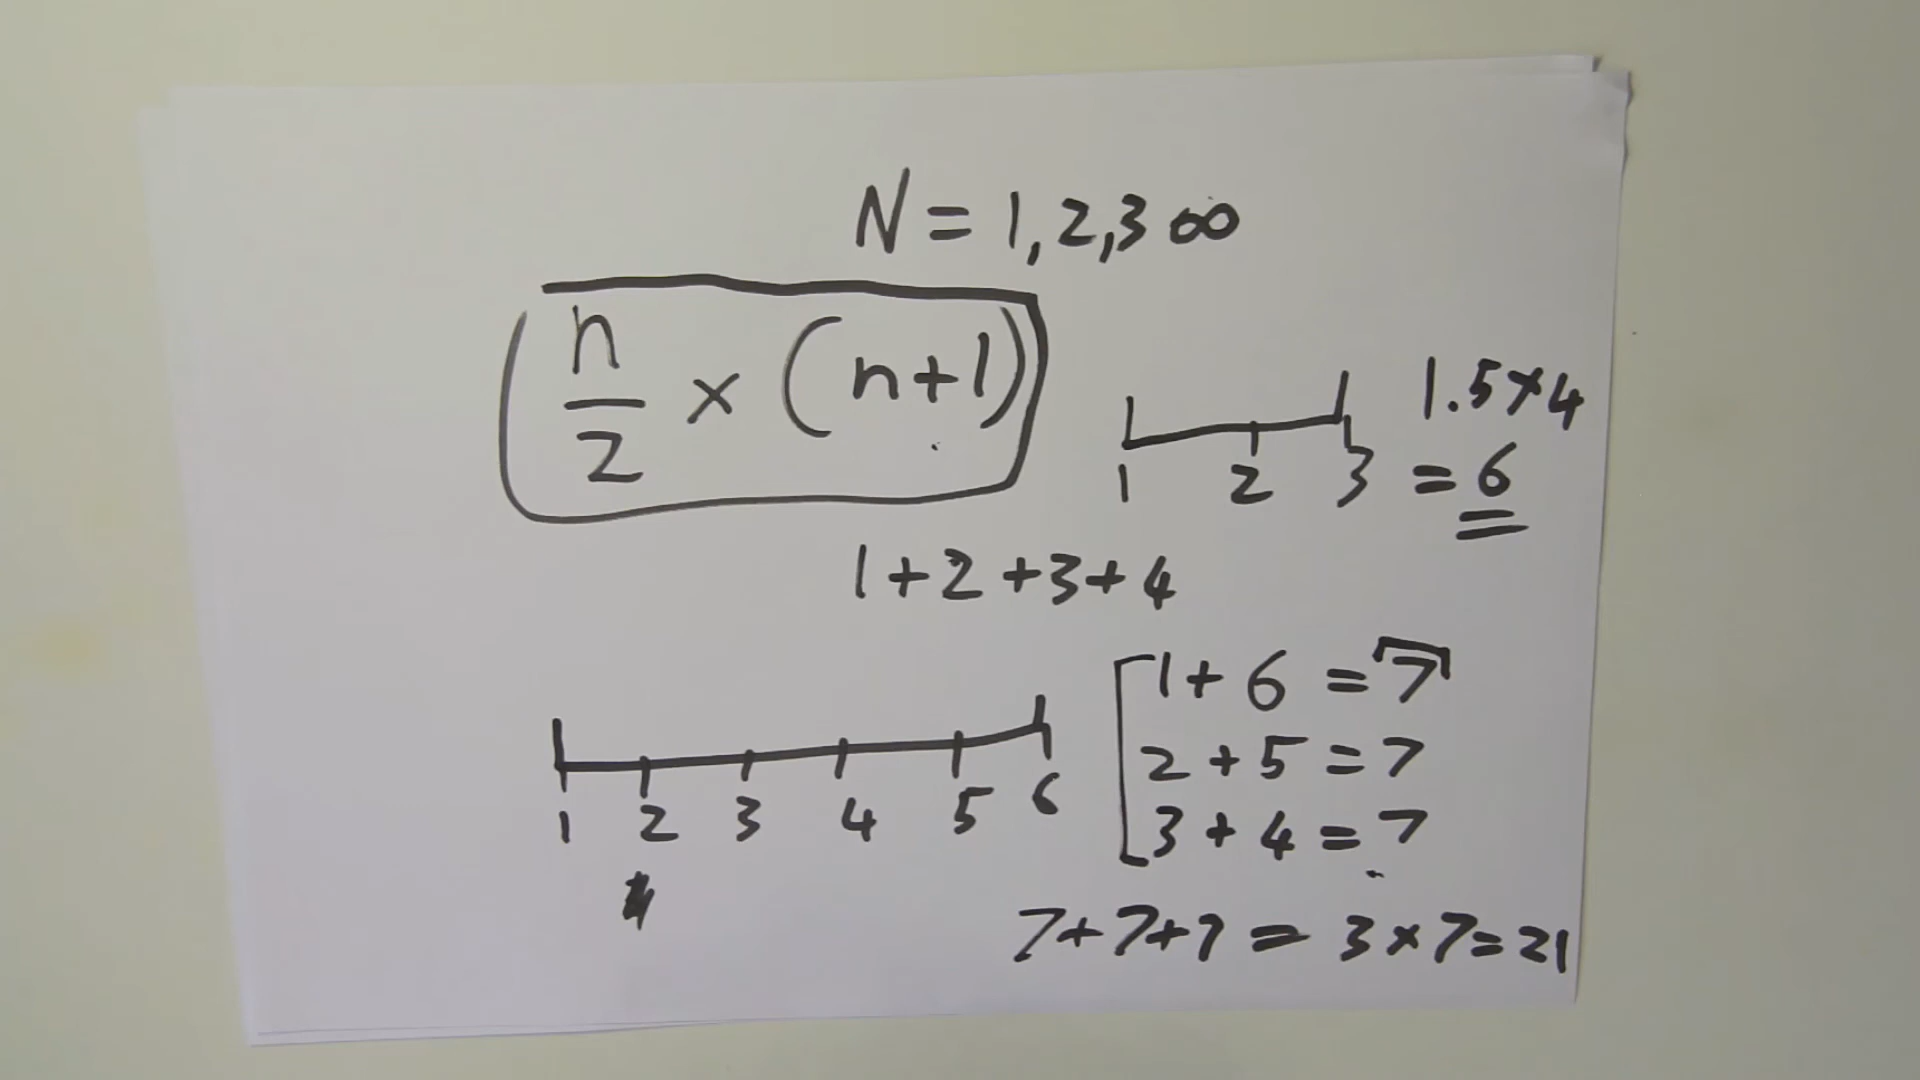 N = 1, 2, 3 ∞
n/2 × (n+1)
1 2 3
1.5×4
= 6
1+2+3+4
1 2 3 4 5 6
1+6 = 7
2+5 = 7
3+4 = 7
7+7+7 = 3×7=21